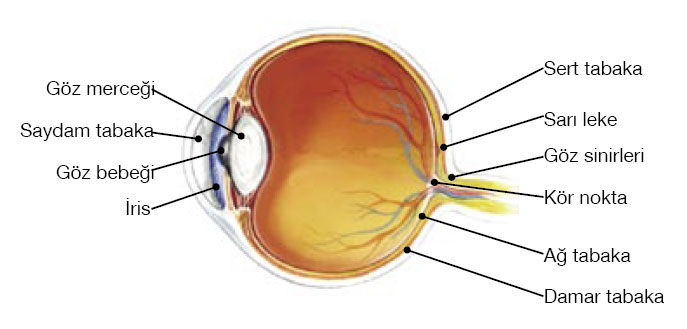 Göz merceği
Saydam tabaka
Göz bebeği
İris
Sert tabaka
Sarı leke
Göz sinirleri
Kör nokta
Ağ tabaka
Damar tabaka